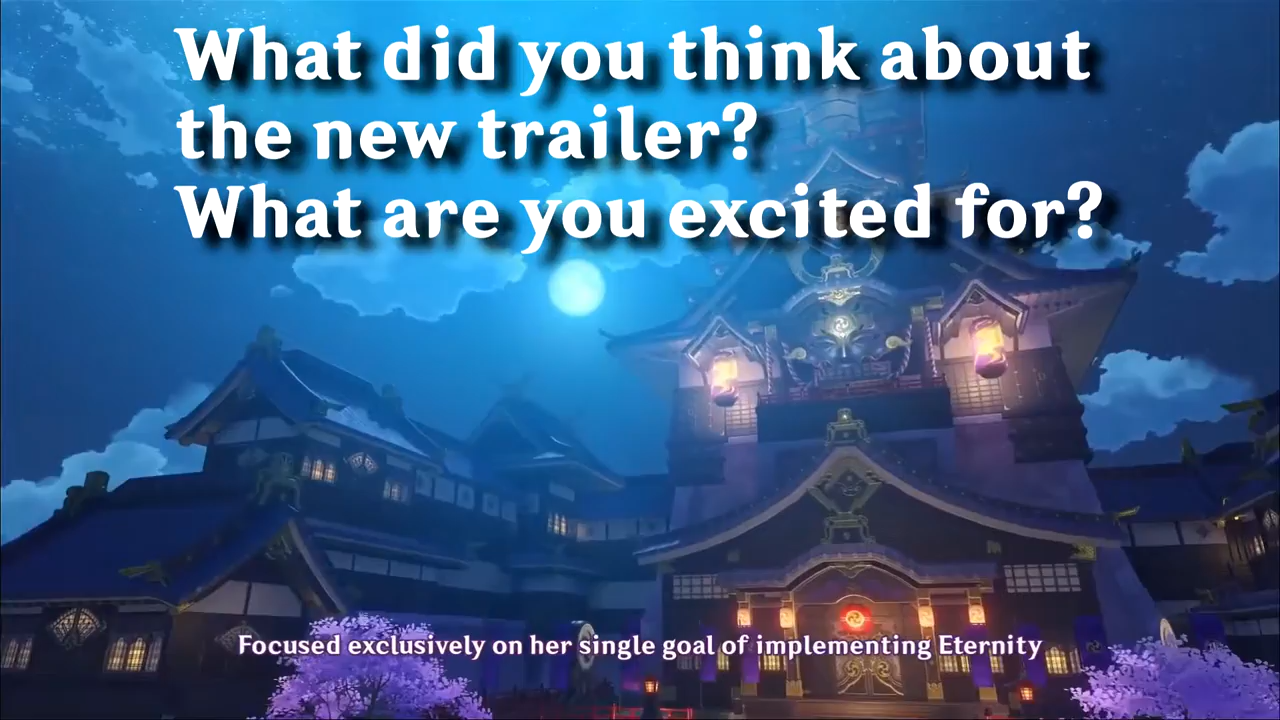 What did you think about
the new trailer?
What are you excited for?
Focused exclusively on her single goal of implementing Eternity